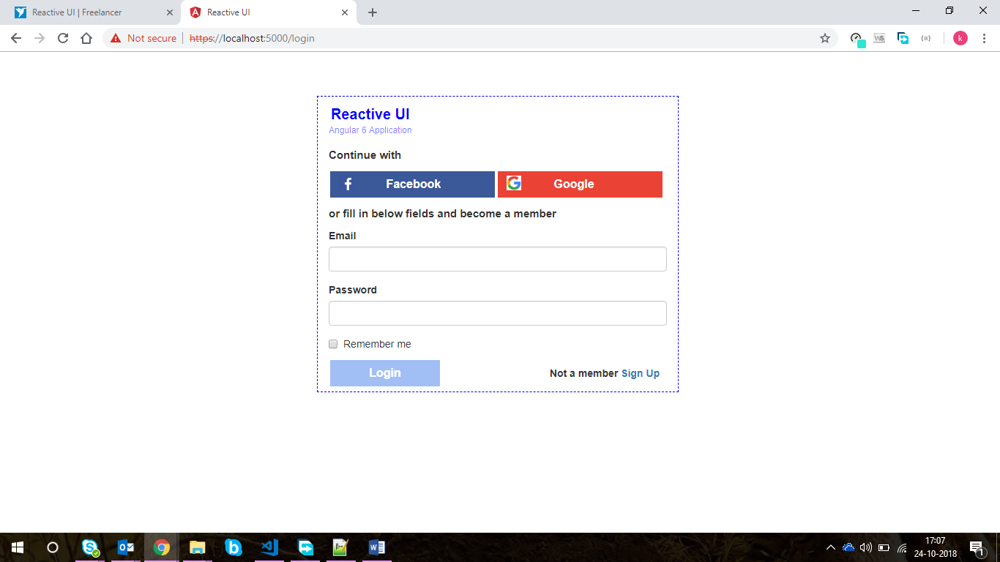 Reactive UI | Freelancer
Reactive UI
Not secure https://localhost:5000/login
k
Reactive UI
Angular 6 Application
Continue with
Facebook
Google
or fill in below fields and become a member
Email
Password
Remember me
Login
Not a member Sign Up
17:07
24-10-2018
1